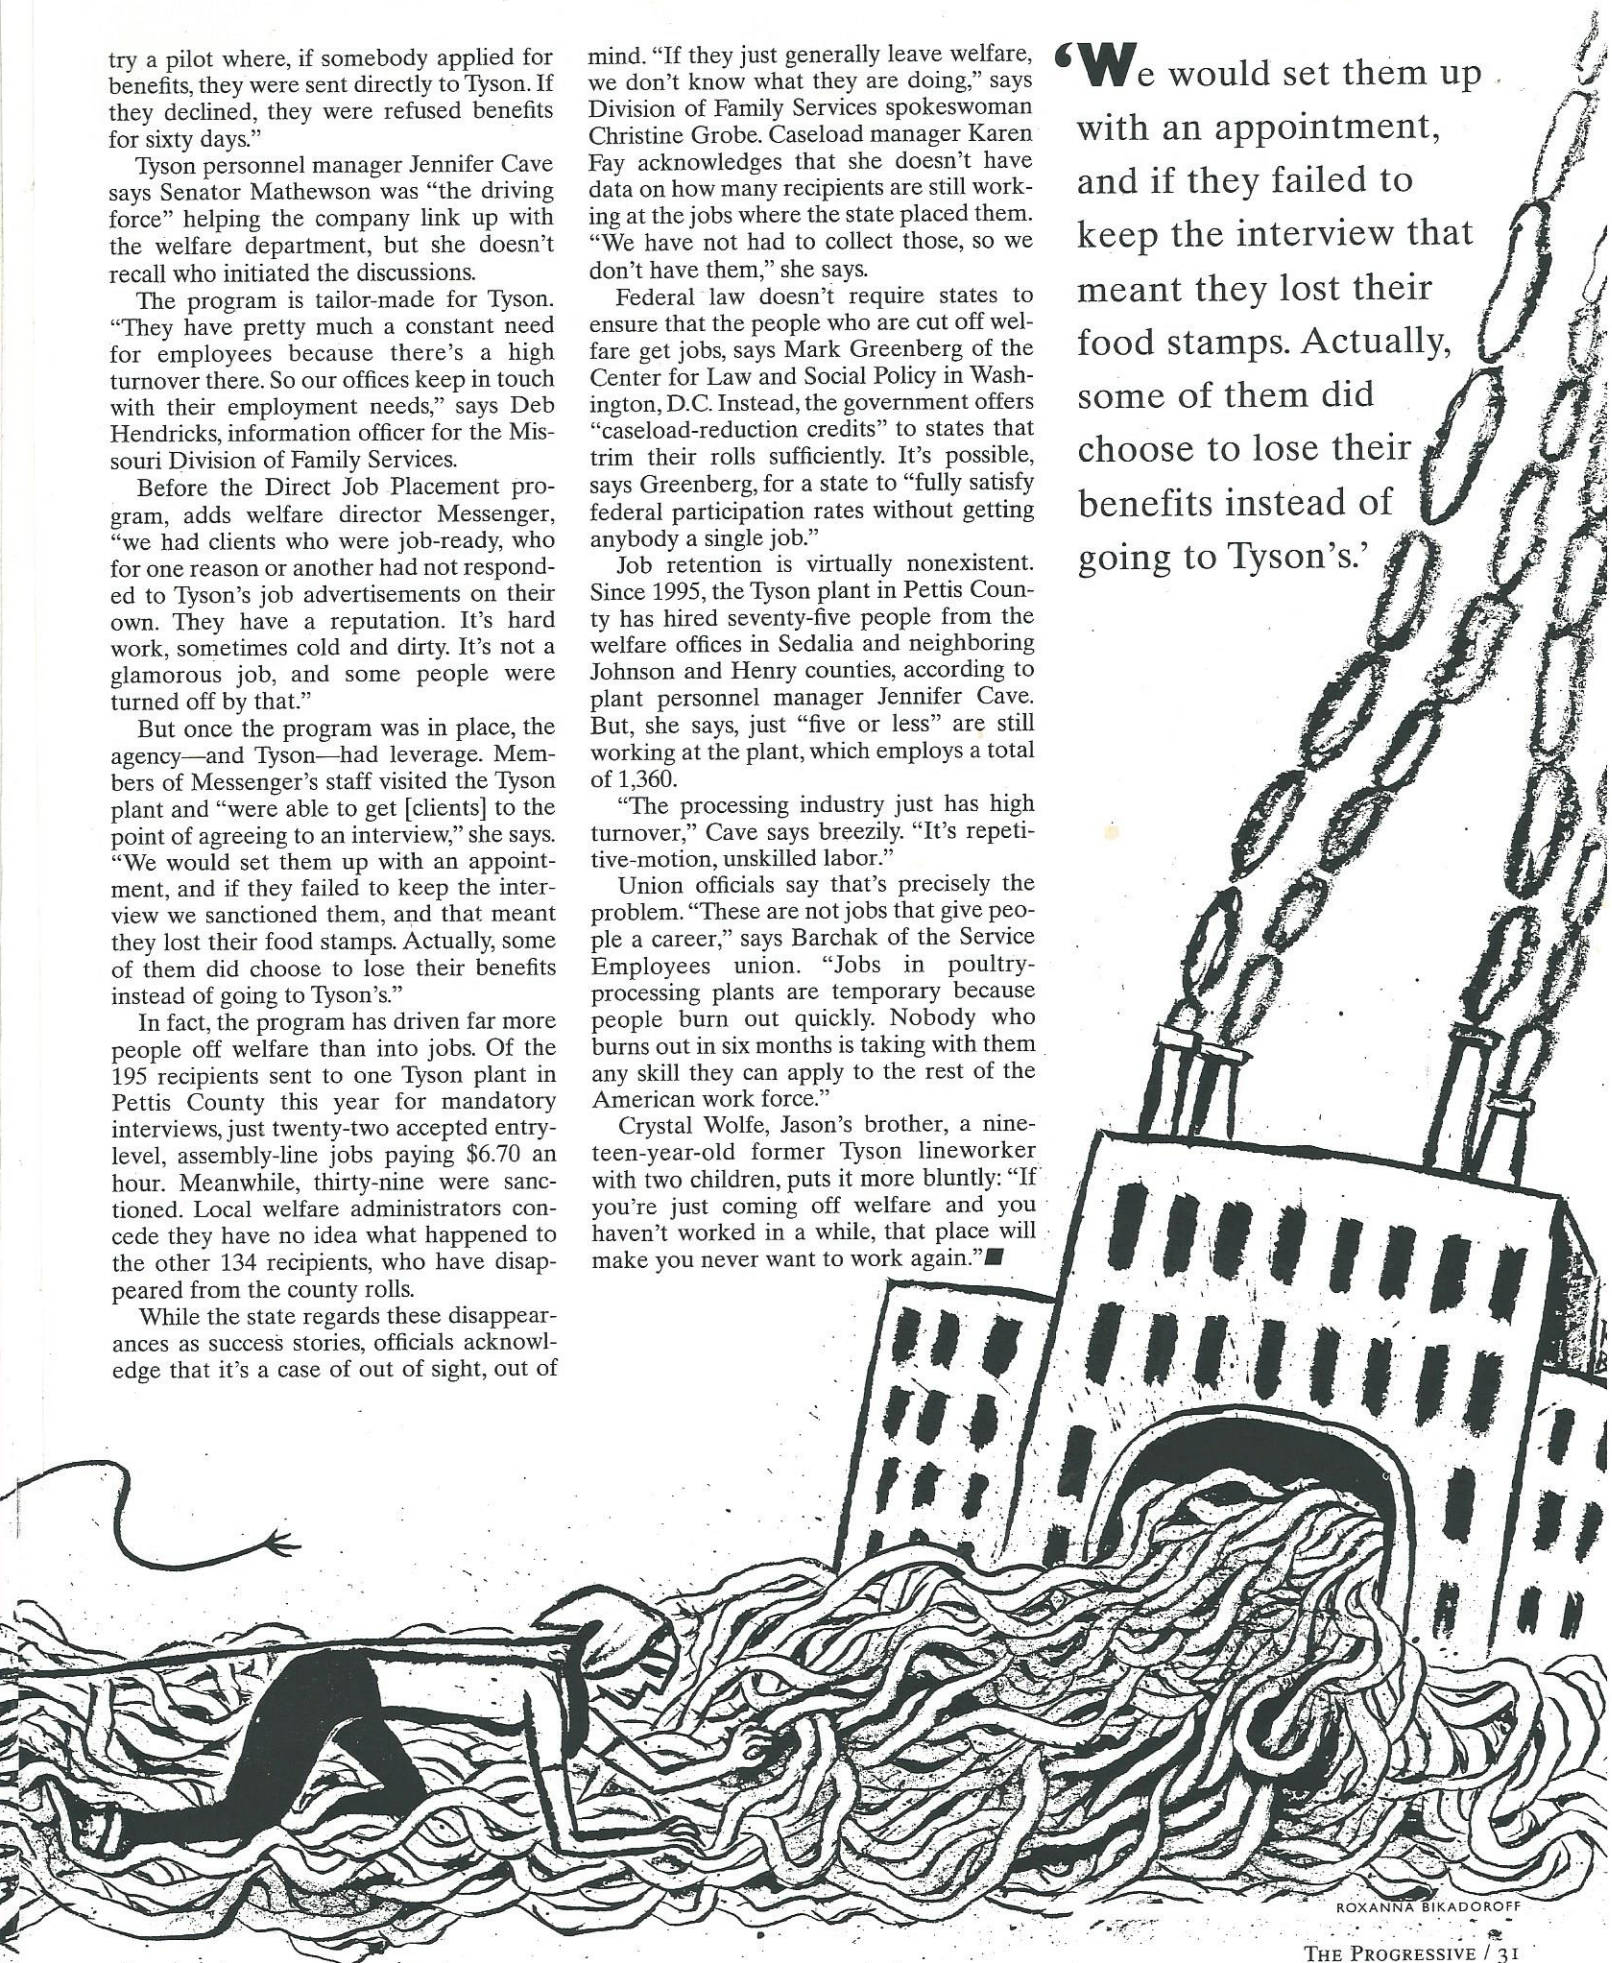 try a pilot where, if somebody applied for
benefits, they were sent directly to Tyson. If
they declined, they were refused benefits
for sixty days.”
Tyson personnel manager Jennifer Cave
says Senator Mathewson was “the driving
force” helping the company link up with
the welfare department, but she doesn’t
recall who initiated the discussions.
The program is tailor-made for Tyson.
“They have pretty much a constant need
for employees because there’s a high
turnover there. So our offices keep in touch
with their employment needs,” says Deb
Hendricks, information officer for the Mis-
souri Division of Family Services.
Before the Direct Job Placement pro-
gram, adds welfare director Messenger,
“we had clients who were job-ready, who
for one reason or another had not respond-
ed to Tyson’s job advertisements on their
own. They have a reputation. It’s hard
work, sometimes cold and dirty. It’s not a
glamorous job, and some people were
turned off by that.”
But once the program was in place, the
agency—and Tyson—had leverage. Mem-
bers of Messenger’s staff visited the Tyson
plant and “were able to get [clients] to the
point of agreeing to an interview,” she says.
“We would set them up with an appoint-
ment, and if they failed to keep the inter-
view we sanctioned them, and that meant
they lost their food stamps. Actually, some
of them did choose to lose their benefits
instead of going to Tyson’s.”
In fact, the program has driven far more
people off welfare than into jobs. Of the
195 recipients sent to one Tyson plant in
Pettis County this year for mandatory
interviews, just twenty-two accepted entry-
level, assembly-line jobs paying $6.70 an
hour. Meanwhile, thirty-nine were sanc-
tioned. Local welfare administrators con-
cede they have no idea what happened to
the other 134 recipients, who have disap-
peared from the county rolls.
While the state regards these disappear-
ances as success stories, officials acknowl-
edge that it’s a case of out of sight, out of
mind. “If they just generally leave welfare,
we don’t know what they are doing,” says
Division of Family Services spokeswoman
Christine Grobe. Caseload manager Karen
Fay acknowledges that she doesn’t have
data on how many recipients are still work-
ing at the jobs where the state placed them.
“We have not had to collect those, so we
don’t have them,” she says.
Federal law doesn’t require states to
ensure that the people who are cut off wel-
fare get jobs, says Mark Greenberg of the
Center for Law and Social Policy in Wash-
ington, D.C. Instead, the government offers
“caseload-reduction credits” to states that
trim their rolls sufficiently. It’s possible,
says Greenberg, for a state to “fully satisfy
federal participation rates without getting
anybody a single job.”
Job retention is virtually nonexistent.
Since 1995, the Tyson plant in Pettis Coun-
ty has hired seventy-five people from the
welfare offices in Sedalia and neighboring
Johnson and Henry counties, according to
plant personnel manager Jennifer Cave.
But, she says, just “five or less” are still
working at the plant, which employs a total
of 1,360.
“The processing industry just has high
turnover,” Cave says breezily. “It’s repeti-
tive-motion, unskilled labor.”
Union officials say that’s precisely the
problem. “These are not jobs that give peo-
ple a career,” says Barchak of the Service
Employees union. “Jobs in poultry-
processing plants are temporary because
people burn out quickly. Nobody who
burns out in six months is taking with them
any skill they can apply to the rest of the
American work force.”
Crystal Wolfe, Jason’s brother, a nine-
teen-year-old former Tyson lineworker
with two children, puts it more bluntly: “If
you’re just coming off welfare and you
haven’t worked in a while, that place will
make you never want to work again.”■
‘We would set them up
with an appointment,
and if they failed to
keep the interview that
meant they lost their
food stamps. Actually,
some of them did
choose to lose their
benefits instead of
going to Tyson’s.’
ROXANNA BIKADOROFF
THE PROGRESSIVE / 31